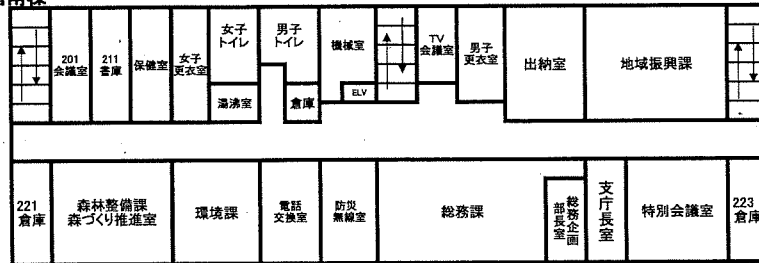 201
会議室
211
書庫
保健室
女子
更衣室
女子
トイレ
湯沸室
男子
トイレ
倉庫
機械室
ELV
TV
会議室
男子
更衣室
出納室
地域振興課
221
倉庫
森林整備課
森づくり推進室
環境課
電話
交換室
防災
無線室
総務課
総務企画
部長室
支庁長室
特別会議室
223
倉庫